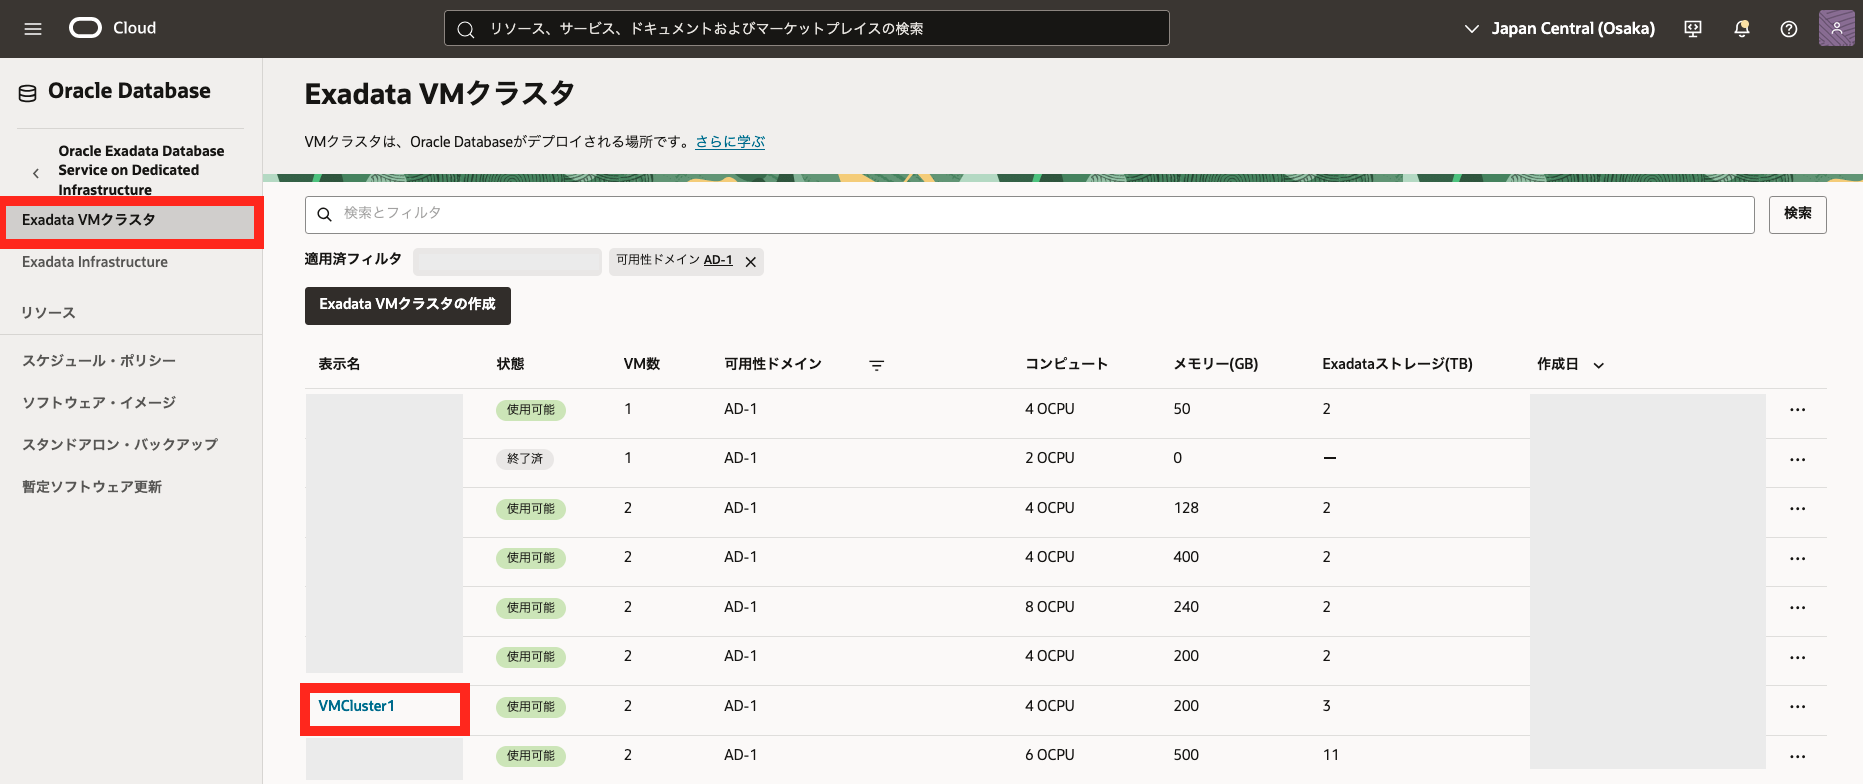 Cloud
リソース、サービス、ドキュメントおよびマーケットプレイスの検索
Japan Central (Osaka)
Oracle Database
Oracle Exadata Database
Service on Dedicated
Infrastructure
Exadata VMクラスタ
Exadata Infrastructure
リソース
スケジュール・ポリシー
ソフトウェア・イメージ
スタンドアロン・バックアップ
暫定ソフトウェア更新
Exadata VMクラスタ
VMクラスタは、Oracle Databaseがデプロイされる場所です。さらに学ぶ
検索とフィルタ
検索
適用済フィルタ 可用性ドメイン AD-1
Exadata VMクラスタの作成
表示名 状態 VM数 可用性ドメイン コンピュート メモリー(GB) Exadataストレージ(TB) 作成日
使用可能 1 AD-1 4 OCPU 50 2
終了済 1 AD-1 2 OCPU 0 —
使用可能 2 AD-1 4 OCPU 128 2
使用可能 2 AD-1 4 OCPU 400 2
使用可能 2 AD-1 8 OCPU 240 2
使用可能 2 AD-1 4 OCPU 200 2
VMCluster1 使用可能 2 AD-1 4 OCPU 200 3
使用可能 2 AD-1 6 OCPU 500 11